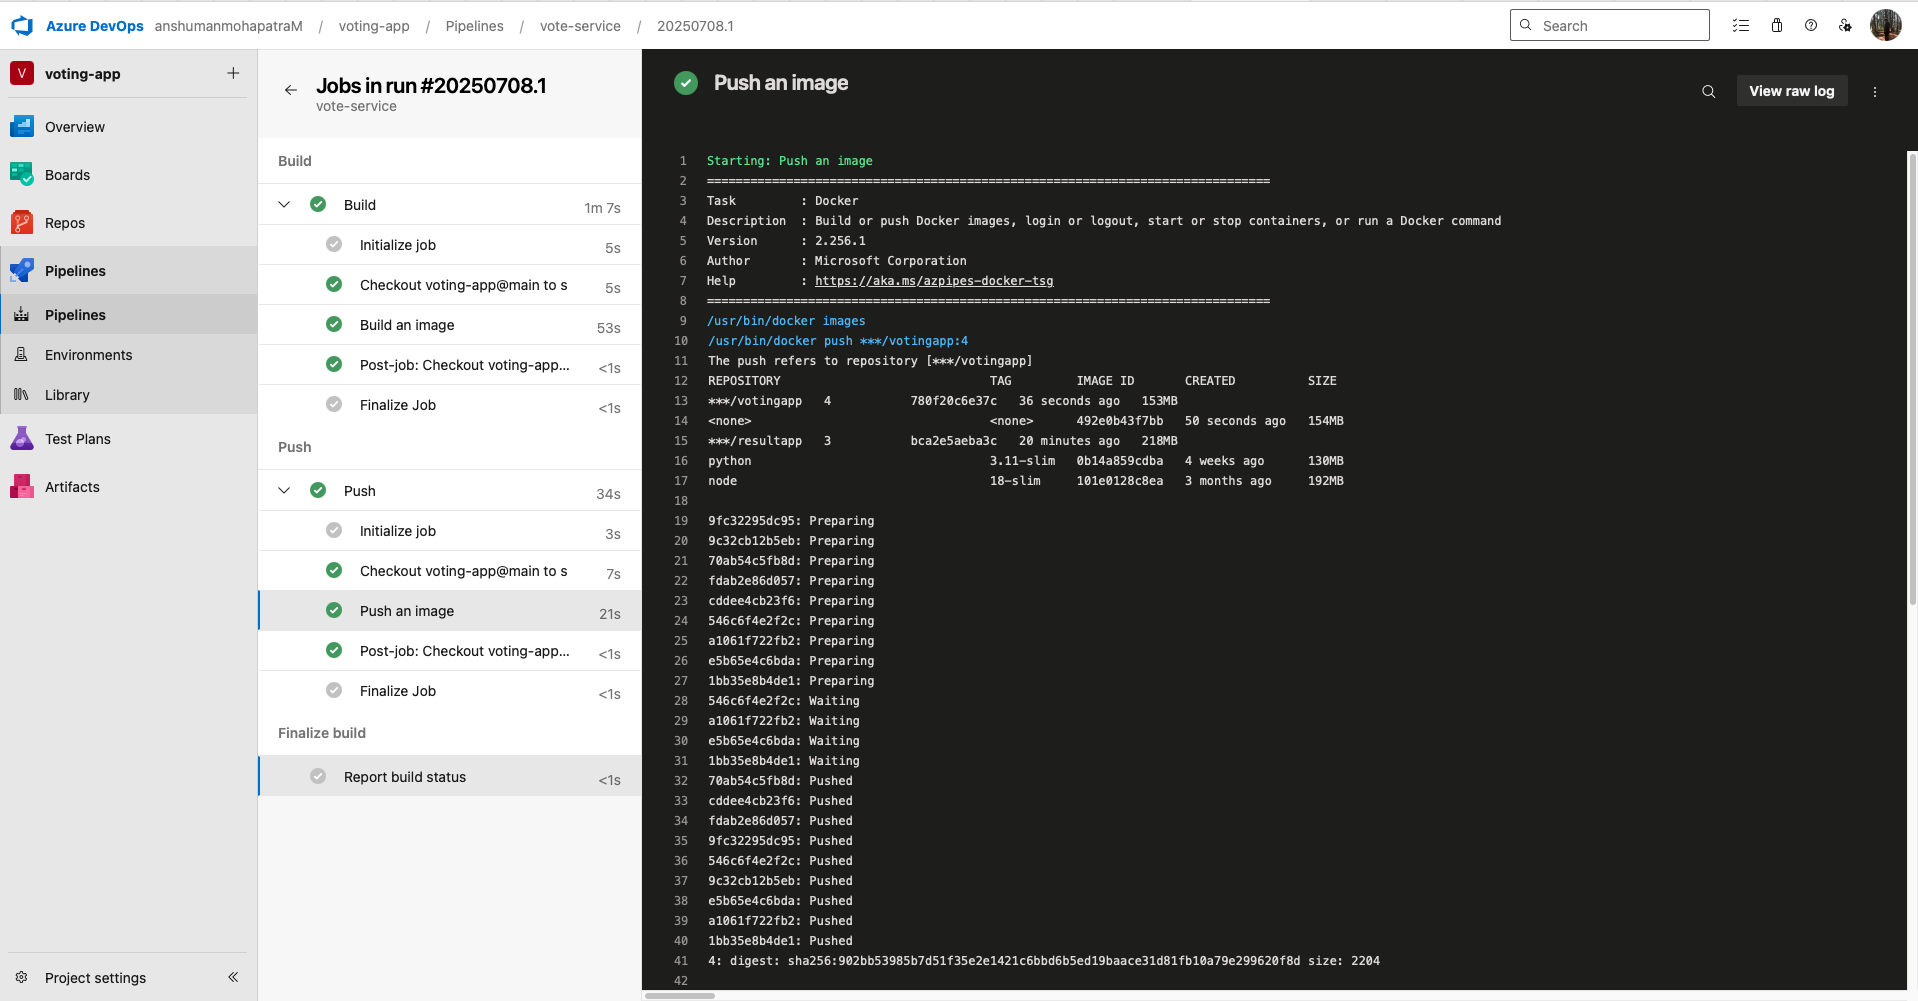 Azure DevOps anshumanmohapatraM / voting-app / Pipelines / vote-service / 20250708.1
Search
V voting-app
Overview
Boards
Repos
Pipelines
Pipelines
Environments
Library
Test Plans
Artifacts
Project settings
Jobs in run #20250708.1
vote-service
Build
Build 1m 7s
Initialize job 5s
Checkout voting-app@main to s 5s
Build an image 53s
Post-job: Checkout voting-app... <1s
Finalize Job <1s
Push
Push 34s
Initialize job 3s
Checkout voting-app@main to s 7s
Push an image 21s
Post-job: Checkout voting-app... <1s
Finalize Job <1s
Finalize build
Report build status <1s
Push an image
View raw log
1 Starting: Push an image
2 ==============================================================================
3 Task : Docker
4 Description : Build or push Docker images, login or logout, start or stop containers, or run a Docker command
5 Version : 2.256.1
6 Author : Microsoft Corporation
7 Help : https://aka.ms/azpipes-docker-tsg
8 ==============================================================================
9 /usr/bin/docker images
10 /usr/bin/docker push ***/votingapp:4
11 The push refers to repository [***/votingapp]
12 REPOSITORY TAG IMAGE ID CREATED SIZE
13 ***/votingapp 4 780f20c6e37c 36 seconds ago 153MB
14 <none> <none> 492e0b43f7bb 50 seconds ago 154MB
15 ***/resultapp 3 bca2e5aeba3c 20 minutes ago 218MB
16 python 3.11-slim 0b14a859cdba 4 weeks ago 130MB
17 node 18-slim 101e0128c8ea 3 months ago 192MB
18
19 9fc32295dc95: Preparing
20 9c32cb12b5eb: Preparing
21 70ab54c5fb8d: Preparing
22 fdab2e86d057: Preparing
23 cddee4cb23f6: Preparing
24 546c6f4e2f2c: Preparing
25 a1061f722fb2: Preparing
26 e5b65e4c6bda: Preparing
27 1bb35e8b4de1: Preparing
28 546c6f4e2f2c: Waiting
29 a1061f722fb2: Waiting
30 e5b65e4c6bda: Waiting
31 1bb35e8b4de1: Waiting
32 70ab54c5fb8d: Pushed
33 cddee4cb23f6: Pushed
34 fdab2e86d057: Pushed
35 9fc32295dc95: Pushed
36 546c6f4e2f2c: Pushed
37 9c32cb12b5eb: Pushed
38 e5b65e4c6bda: Pushed
39 a1061f722fb2: Pushed
40 1bb35e8b4de1: Pushed
41 4: digest: sha256:902bb53985b7d51f35e2e1421c6bbd6b5ed19baace31d81fb10a79e299620f8d size: 2204
42